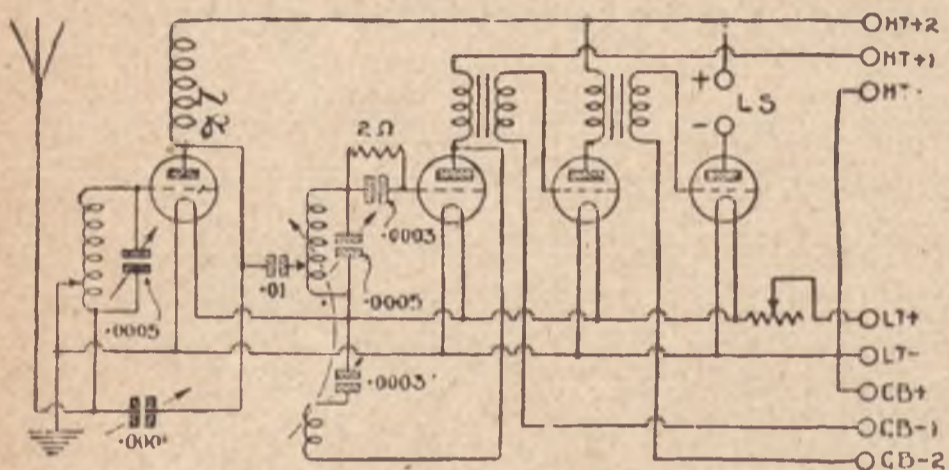 HT+2
HT+1
HT-
+
LS
-
2Ω
.0003
.01
.0005
.0005
.0003
LT+
LT-
CB+
CB-1
CB-2